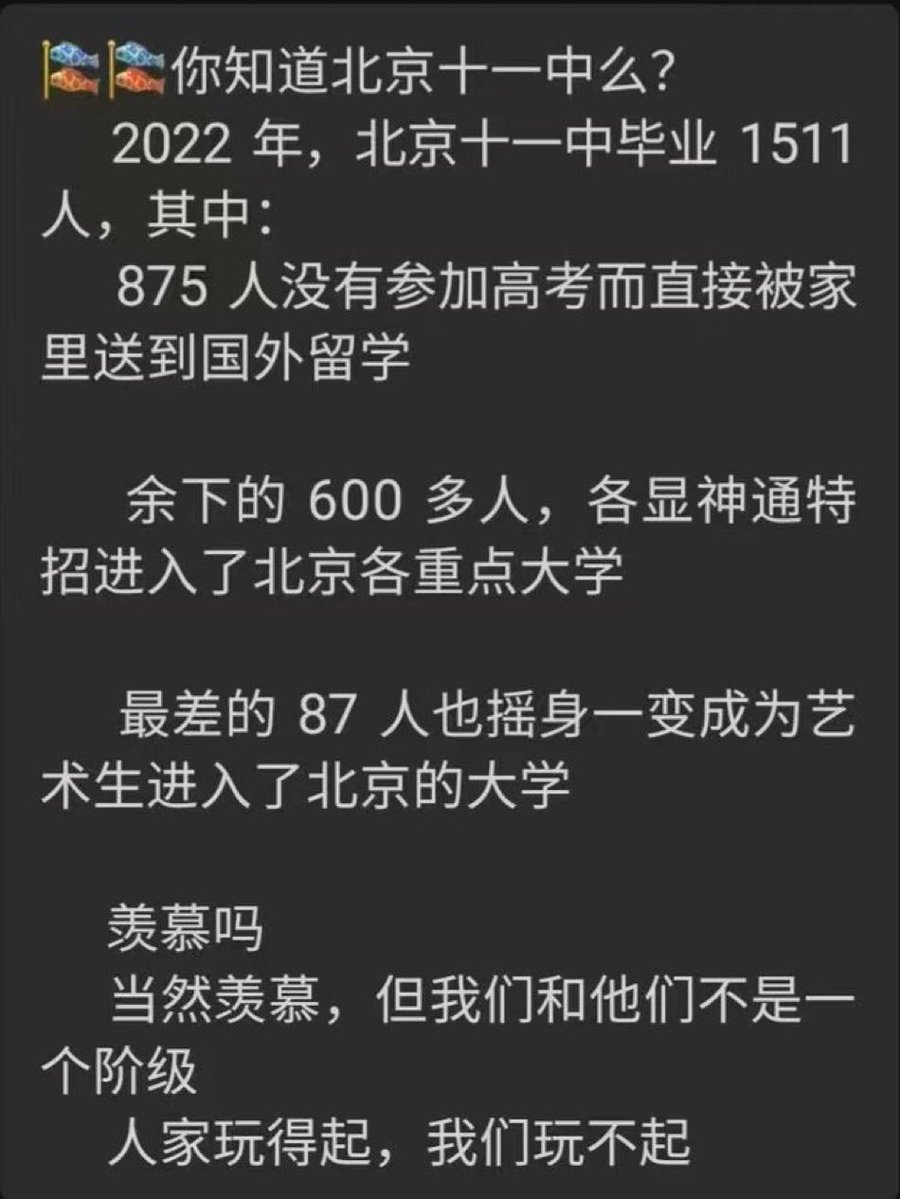 🎏🎏你知道北京十一中么？
2022 年，北京十一中毕业 1511
人，其中：
875 人没有参加高考而直接被家
里送到国外留学
余下的 600 多人，各显神通特
招进入了北京各重点大学
最差的 87 人也摇身一变成为艺
术生进入了北京的大学
羡慕吗
当然羡慕，但我们和他们不是一
个阶级
人家玩得起，我们玩不起